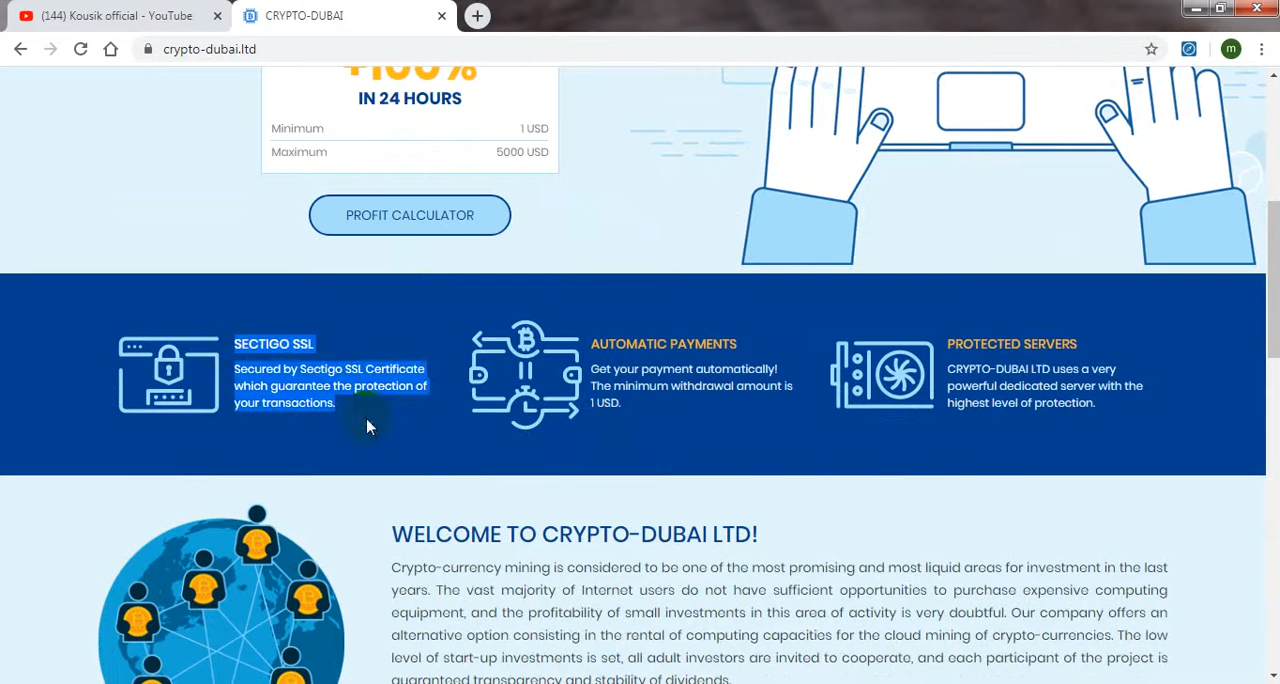 (144) Kousik official - YouTube
CRYPTO-DUBAI
crypto-dubai.ltd
m
+100%
IN 24 HOURS
Minimum 1 USD
Maximum 5000 USD
PROFIT CALCULATOR
SECTIGO SSL
Secured by Sectigo SSL Certificate
which guarantee the protection of
your transactions.
AUTOMATIC PAYMENTS
Get your payment automatically!
The minimum withdrawal amount is
1 USD.
PROTECTED SERVERS
CRYPTO-DUBAI LTD uses a very
powerful dedicated server with the
highest level of protection.
WELCOME TO CRYPTO-DUBAI LTD!
Crypto-currency mining is considered to be one of the most promising and most liquid areas for investment in the last
years. The vast majority of Internet users do not have sufficient opportunities to purchase expensive computing
equipment, and the profitability of small investments in this area of activity is very doubtful. Our company offers an
alternative option consisting in the rental of computing capacities for the cloud mining of crypto-currencies. The low
level of start-up investments is set, all adult investors are invited to cooperate, and each participant of the project is
guaranteed transparency and stability of dividends.